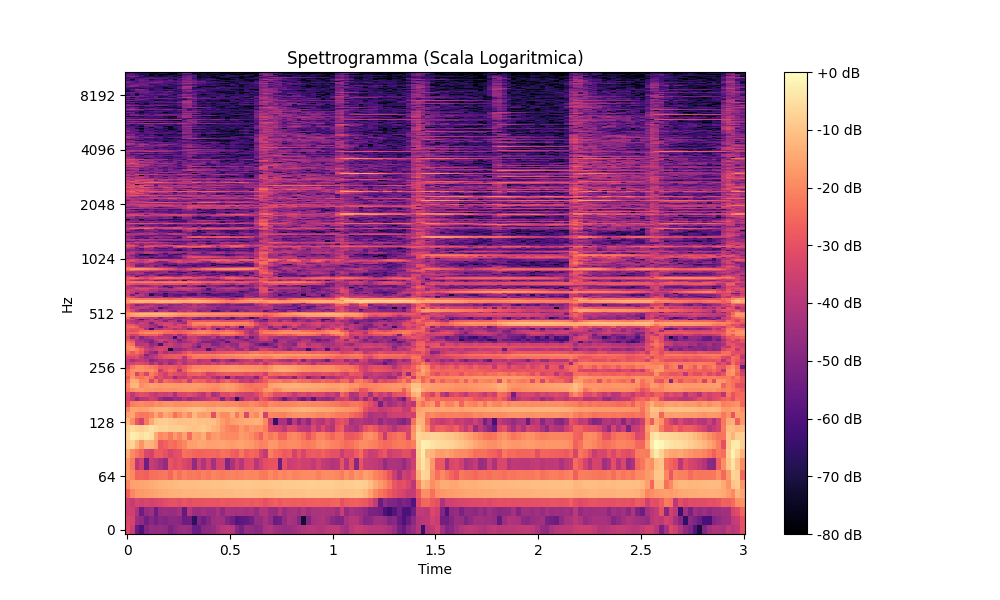 Spettrogramma (Scala Logaritmica)
Hz
8192
4096
2048
1024
512
256
128
64
0
0
0.5
1
1.5
2
2.5
3
Time
+0 dB
-10 dB
-20 dB
-30 dB
-40 dB
-50 dB
-60 dB
-70 dB
-80 dB